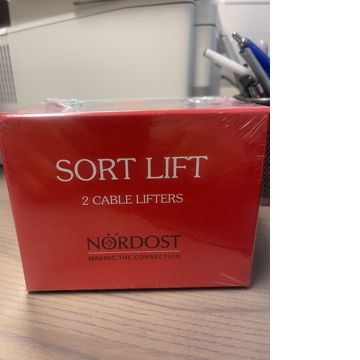 SORT LIFT
2 CABLE LIFTERS
NORDOST
MAKING THE CONNECTION